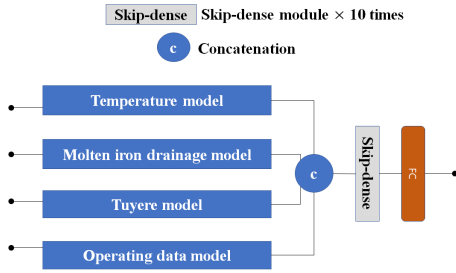 Skip-dense Skip-dense module × 10 times
c Concatenation
Temperature model
Molten iron drainage model
Tuyere model
Operating data model
c
Skip-dense
FC